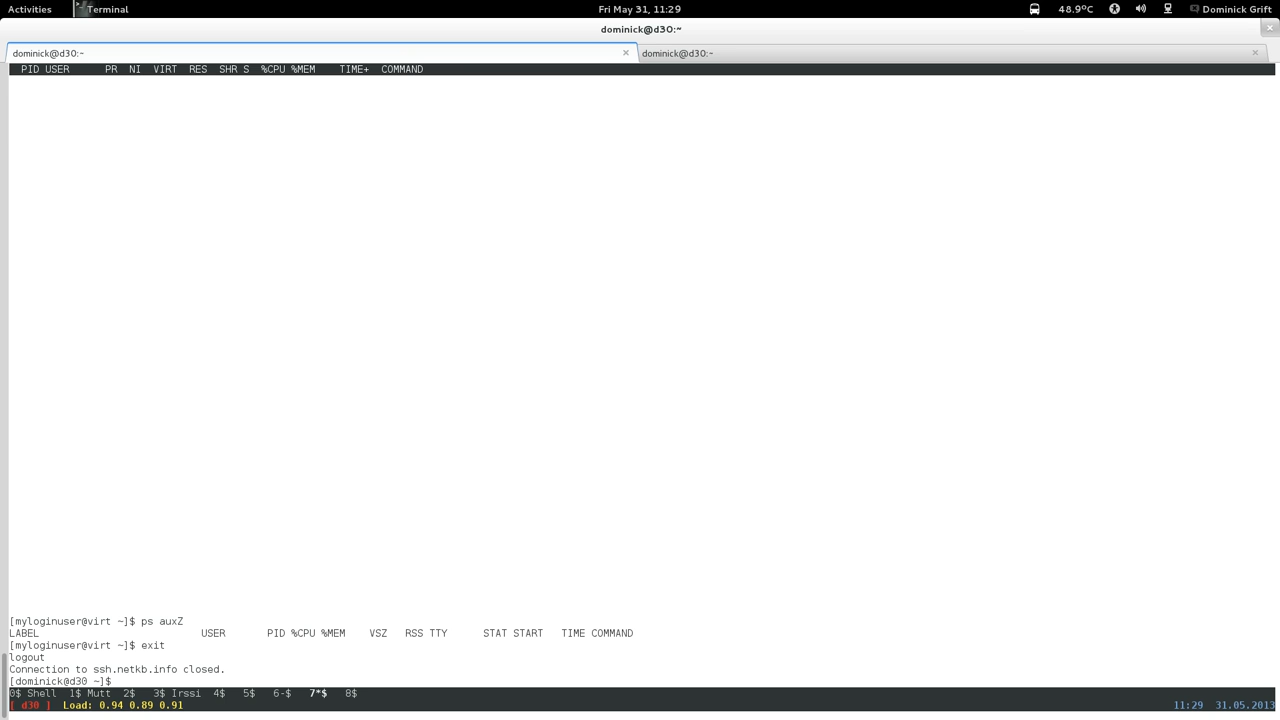 Activities Terminal Fri May 31, 11:29 48.9°C Dominick Grift
dominick@d30:~
dominick@d30:~ × dominick@d30:~ ×
PID USER PR NI VIRT RES SHR S %CPU %MEM TIME+ COMMAND
[myloginuser@virt ~]$ ps auxZ
LABEL USER PID %CPU %MEM VSZ RSS TTY STAT START TIME COMMAND
[myloginuser@virt ~]$ exit
logout
Connection to ssh.netkb.info closed.
[dominick@d30 ~]$
0$ Shell 1$ Mutt 2$ 3$ Irssi 4$ 5$ 6-$ 7*$ 8$
[ d30 ] Load: 0.94 0.89 0.91 11:29 31.05.2013